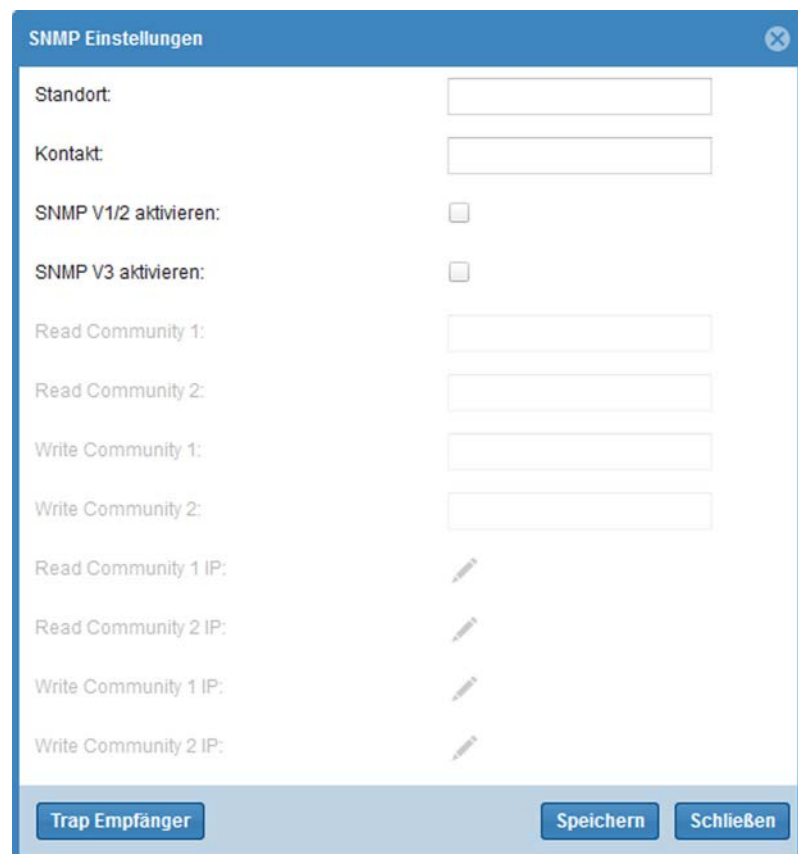 SNMP Einstellungen
Standort:
Kontakt:
SNMP V1/2 aktivieren:
SNMP V3 aktivieren:
Read Community 1:
Read Community 2:
Write Community 1:
Write Community 2:
Read Community 1 IP:
Read Community 2 IP:
Write Community 1 IP:
Write Community 2 IP:
Trap Empfänger Speichern Schließen